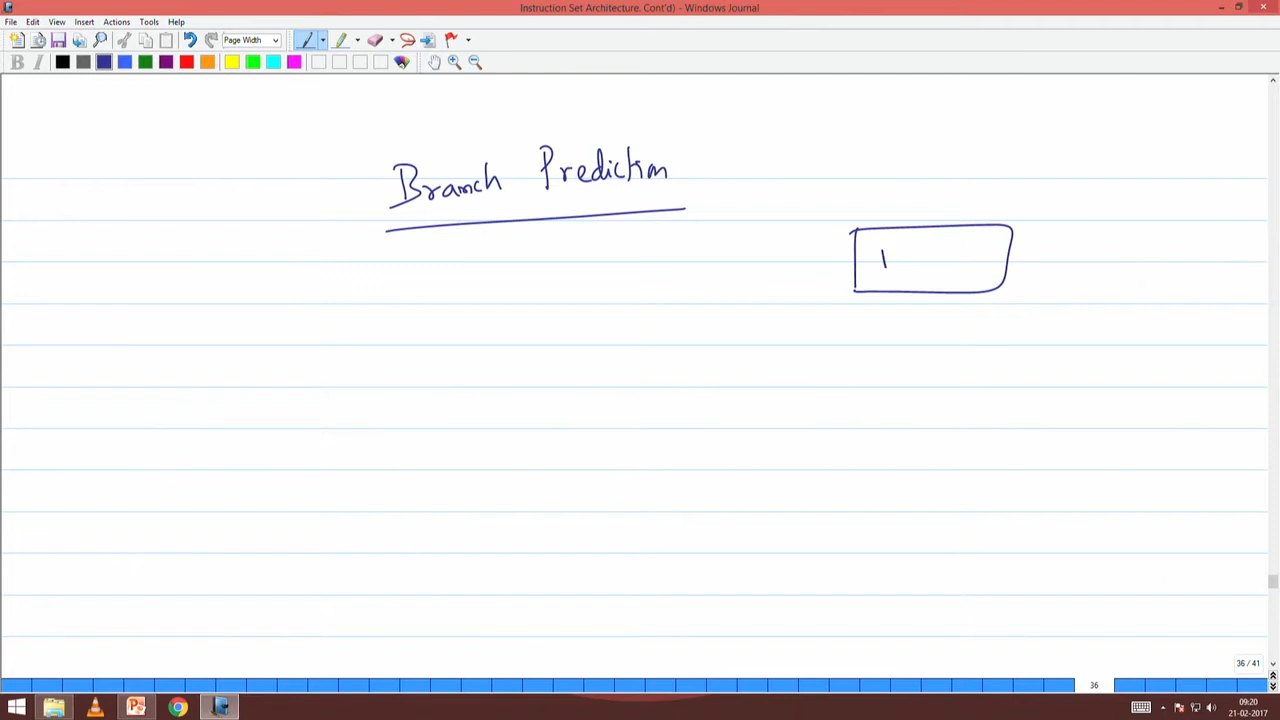 Instruction Set Architecture. Cont'd) - Windows Journal
File Edit View Insert Actions Tools Help
Page Width
B I
Branch Prediction
36 / 41
36
09:20
21-02-2017